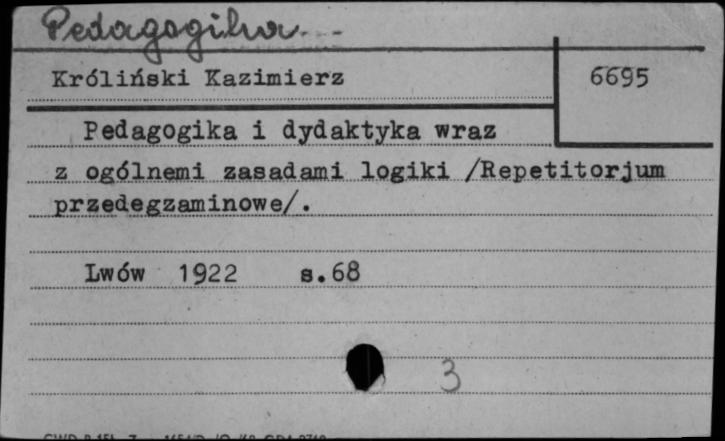 Pedagogika
Króliński Kazimierz 6695
Pedagogika i dydaktyka wraz
z ogólnemi zasadami logiki /Repetitorjum
przedegzaminowe/.
Lwów 1922 s.68
3